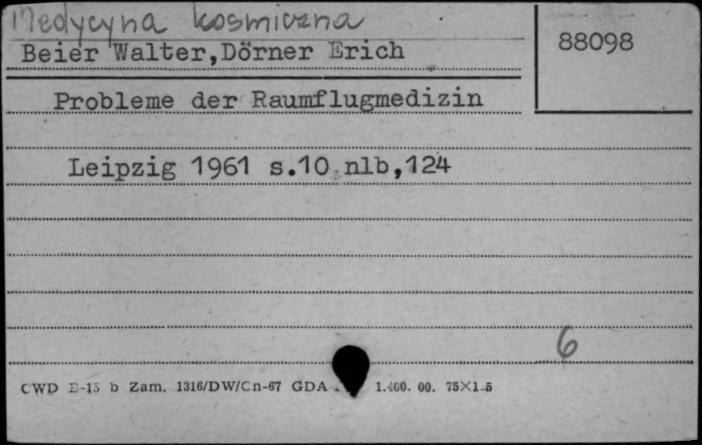 Medycyna kosmiczna
Beier Walter,Dörner Erich
88098
Probleme der Raumflugmedizin
Leipzig 1961 s.10 nlb,124
6
CWD E-15 b Zam. 1316/DW/Cn-67 GDA 1.400. 00. 75X1 5